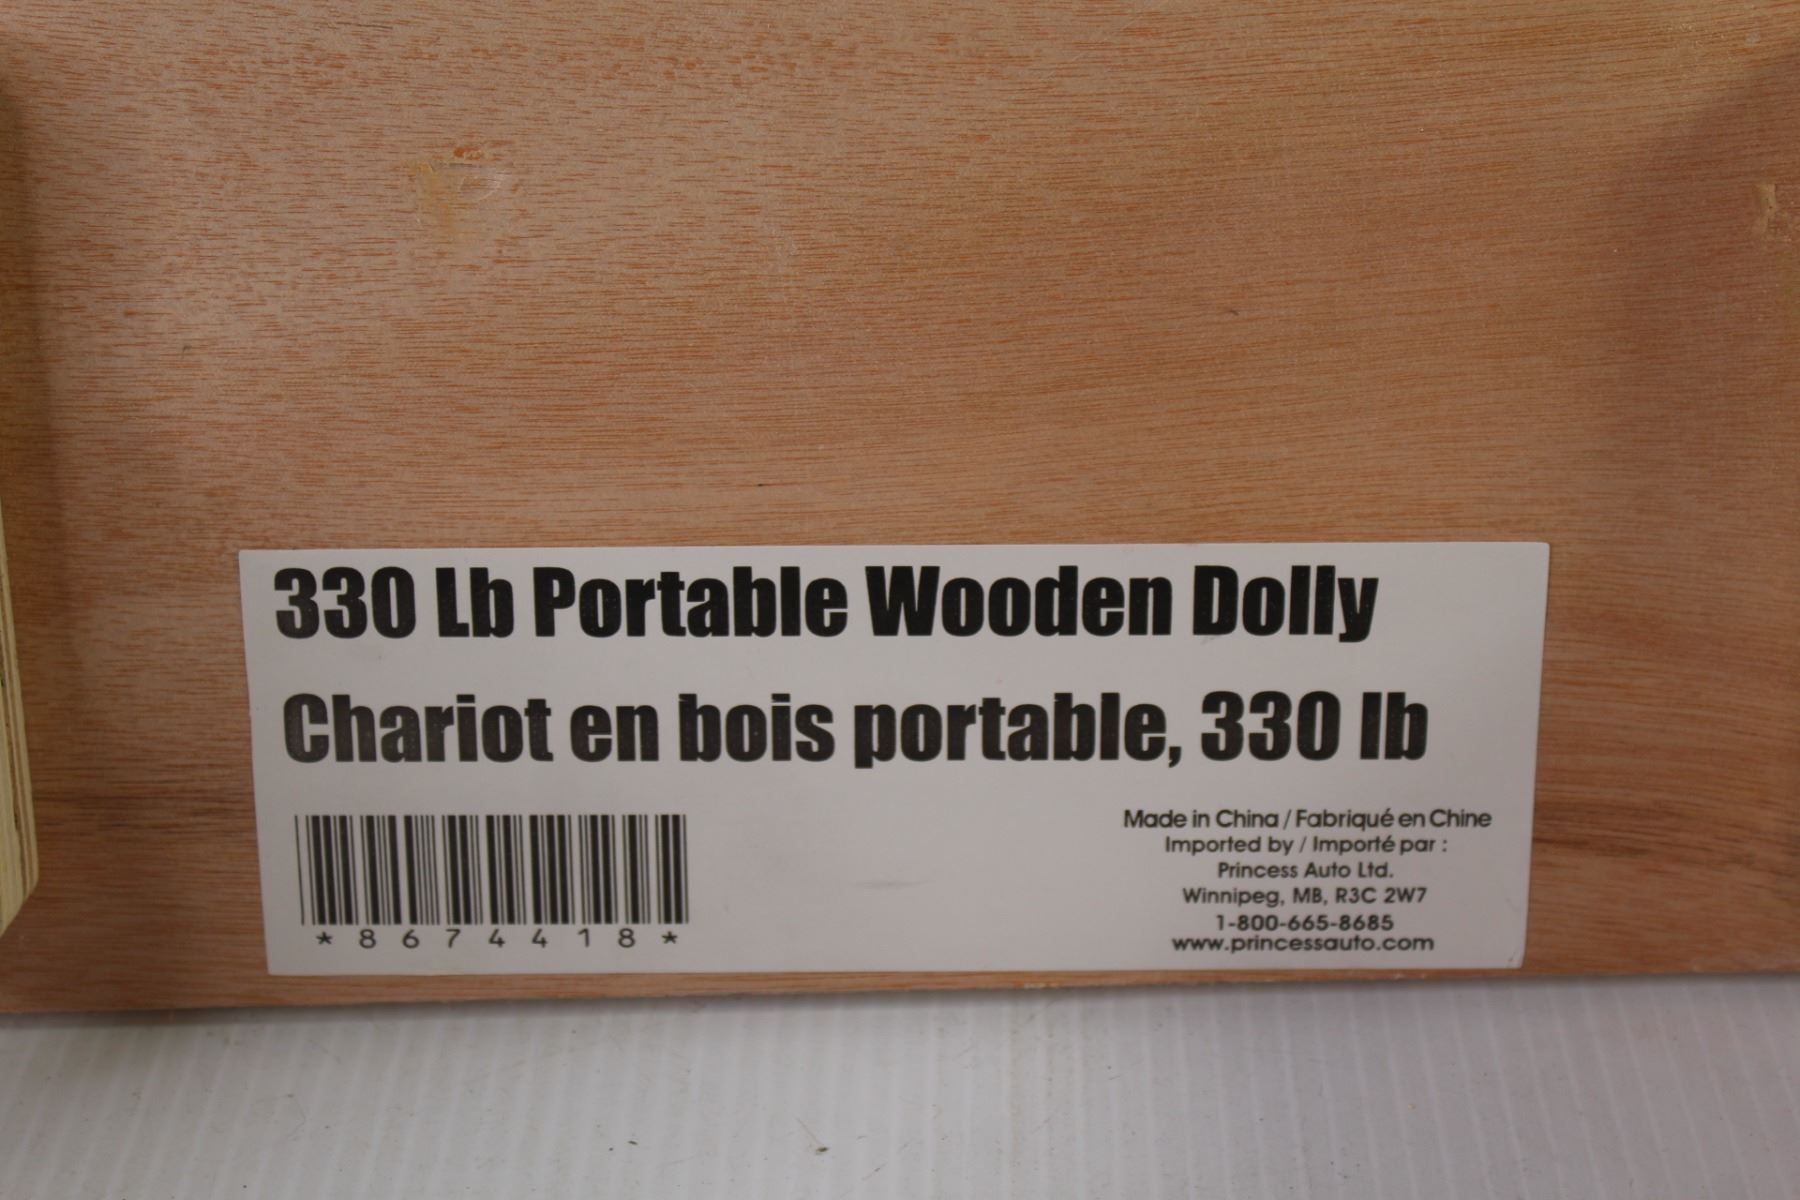 330 Lb Portable Wooden Dolly
Chariot en bois portable, 330 lb
*8674418*
Made in China / Fabriqué en Chine
Imported by / Importé par :
Princess Auto Ltd.
Winnipeg, MB, R3C 2W7
1-800-665-8685
www.princessauto.com